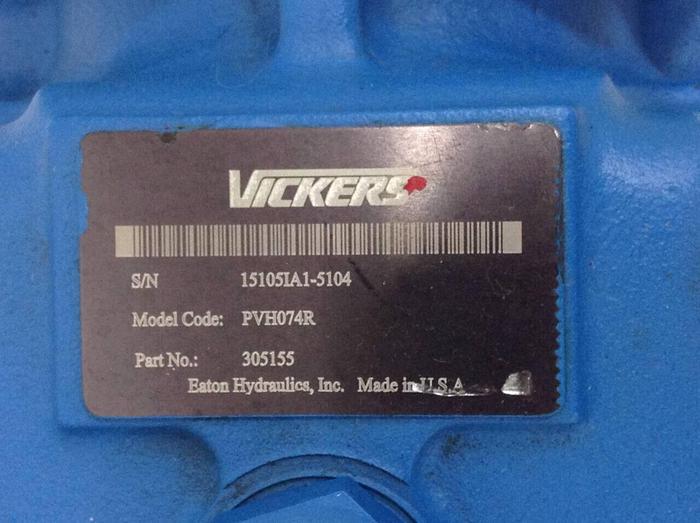 VICKERS
S/N 15105IA1-5104
Model Code: PVH074R
Part No.: 305155
Eaton Hydraulics, Inc. Made in U.S.A